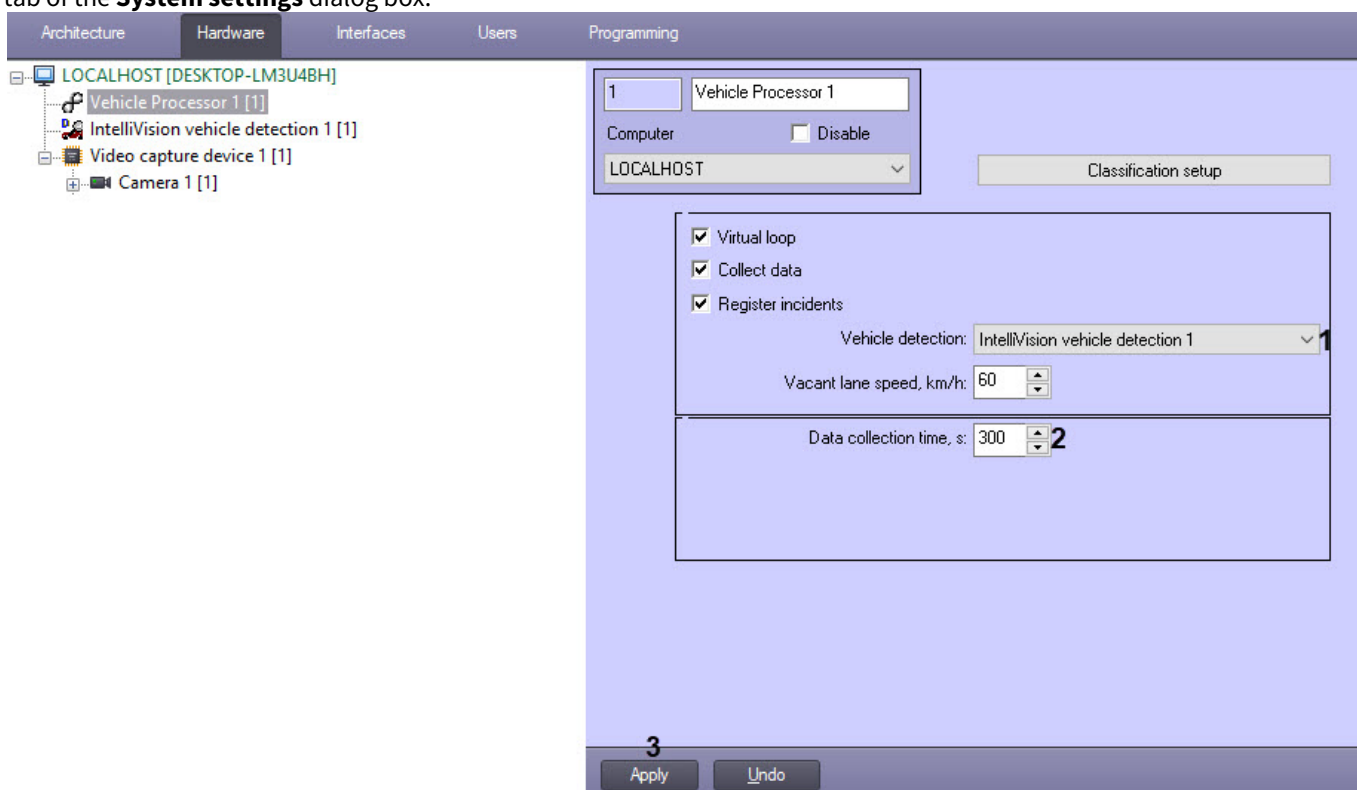 tab of the System settings dialog box.
Architecture Hardware Interfaces Users Programming
LOCALHOST [DESKTOP-LM3U4BH]
Vehicle Processor 1 [1]
IntelliVision vehicle detection 1 [1]
Video capture device 1 [1]
Camera 1 [1]
1 Vehicle Processor 1
Computer Disable
LOCALHOST
Classification setup
Virtual loop
Collect data
Register incidents
Vehicle detection: IntelliVision vehicle detection 1 1
Vacant lane speed, km/h: 60
Data collection time, s: 300 2
3
Apply Undo